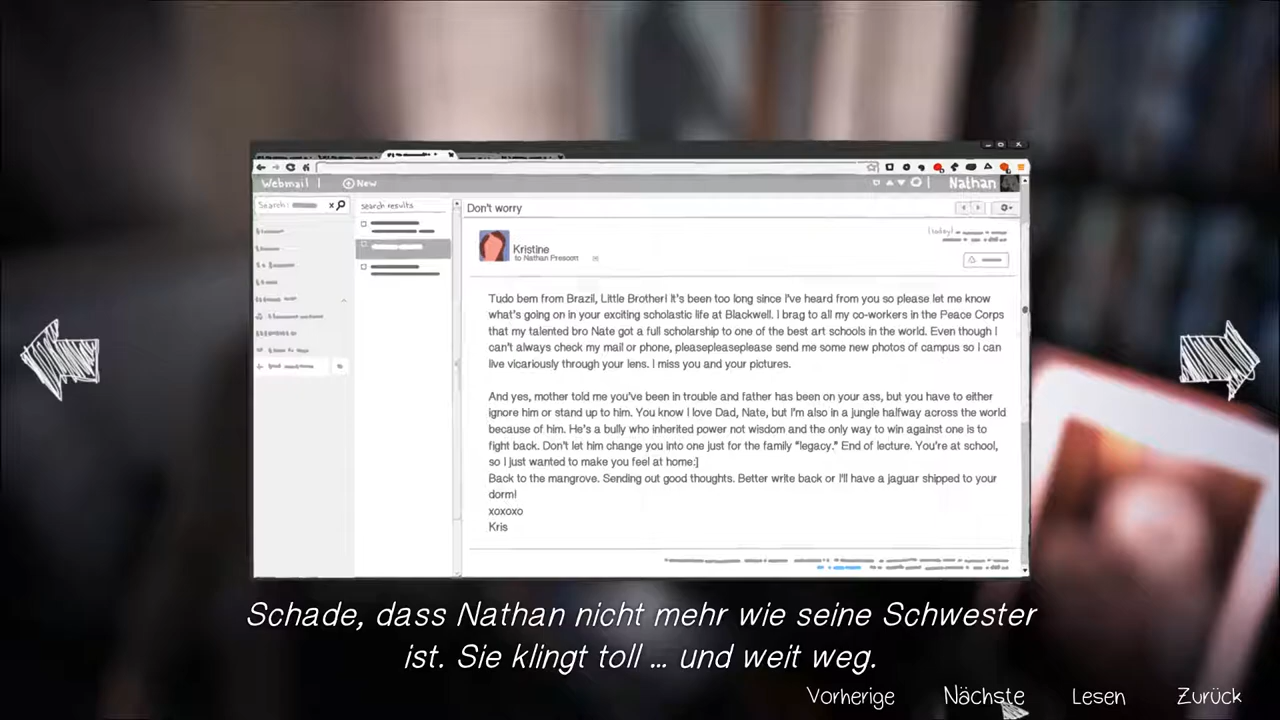 Webmail | New
Nathan
Search:
search results
Don't worry
(today)
Kristine
to Nathan Prescott
Tudo bem from Brazil, Little Brother! It's been too long since I've heard from you so please let me know
what's going on in your exciting scholastic life at Blackwell. I brag to all my co-workers in the Peace Corps
that my talented bro Nate got a full scholarship to one of the best art schools in the world. Even though I
can't always check my mail or phone, pleasepleaseplease send me some new photos of campus so I can
live vicariously through your lens. I miss you and your pictures.
And yes, mother told me you've been in trouble and father has been on your ass, but you have to either
ignore him or stand up to him. You know I love Dad, Nate, but I'm also in a jungle halfway across the world
because of him. He's a bully who inherited power not wisdom and the only way to win against one is to
fight back. Don't let him change you into one just for the family "legacy." End of lecture. You're at school,
so I just wanted to make you feel at home:]
Back to the mangrove. Sending out good thoughts. Better write back or I'll have a jaguar shipped to your
dorm!
xoxoxo
Kris
Schade, dass Nathan nicht mehr wie seine Schwester
ist. Sie klingt toll ... und weit weg.
Vorherige Nächste Lesen Zurück